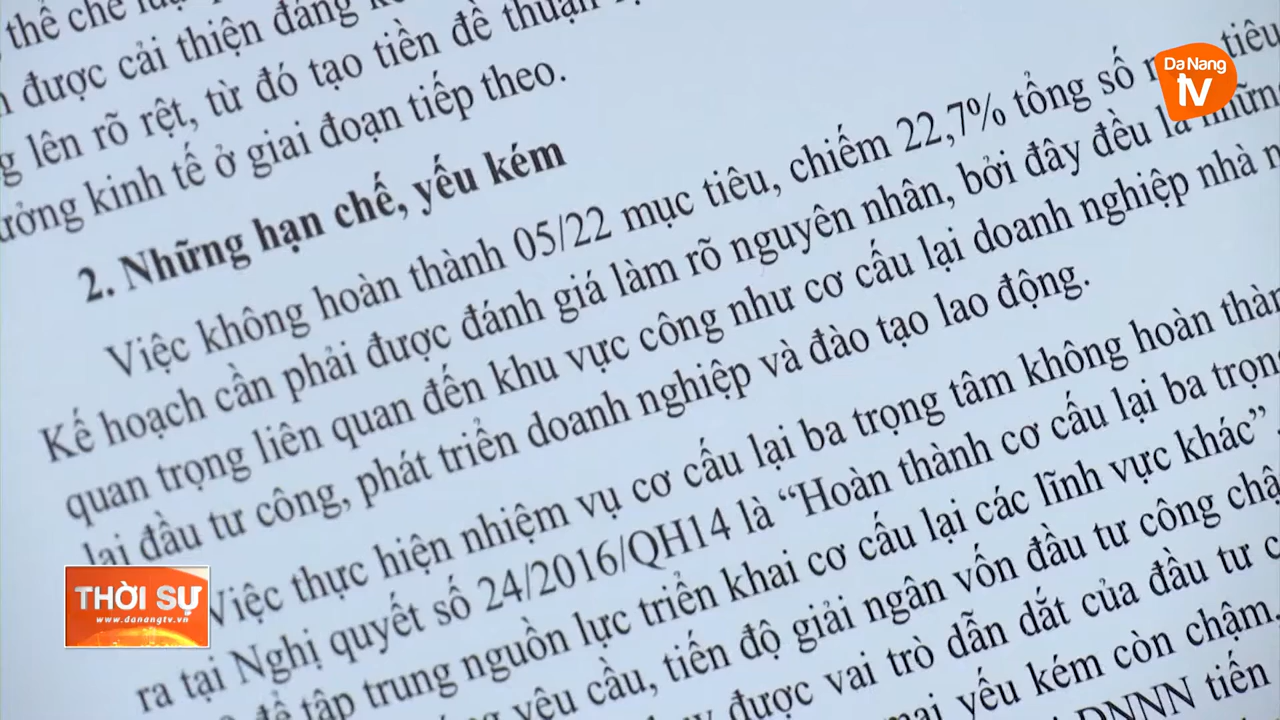 thể chế
được cải thiện đáng
lên rõ rệt, từ đó tạo tiền đề thuận
kinh tế ở giai đoạn tiếp theo.
2. Những hạn chế, yếu kém
Việc không hoàn thành 05/22 mục tiêu, chiếm 22,7% tổng số tiêu
Kế hoạch cần phải được đánh giá làm rõ nguyên nhân, bởi đây đều là những
quan trọng liên quan đến khu vực công như cơ cấu lại doanh nghiệp nhà
lại đầu tư công, phát triển doanh nghiệp và đào tạo lao động.
Việc thực hiện nhiệm vụ cơ cấu lại ba trọng tâm không hoàn thàn
ra tại Nghị quyết số 24/2016/QH14 là “Hoàn thành cơ cấu lại ba trọn
để tập trung nguồn lực triển khai cơ cấu lại các lĩnh vực khác”
yêu cầu, tiến độ giải ngân vốn đầu tư công chậ
được vai trò dẫn dắt của đầu tư c
mại yếu kém còn chậm,
DNNN tiến
Da Nang
tv
THỜI SỰ
www.danangtv.vn